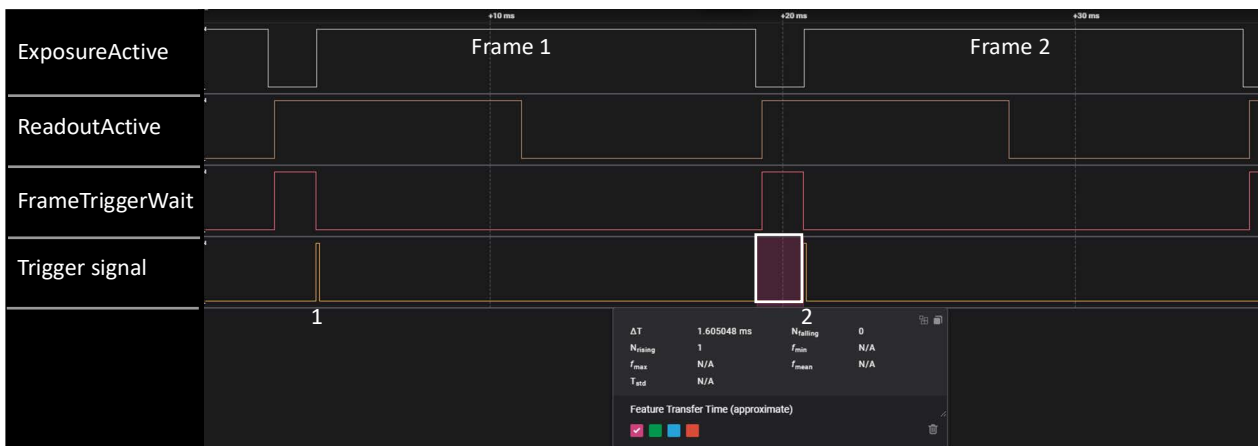 +10 ms +20 ms +30 ms
ExposureActive Frame 1 Frame 2
ReadoutActive
FrameTriggerWait
Trigger signal
1 2
ΔT 1.605048 ms Nfalling 0
Nrising 1 fmin N/A
fmax N/A fmean N/A
Tstd N/A
Feature Transfer Time (approximate)